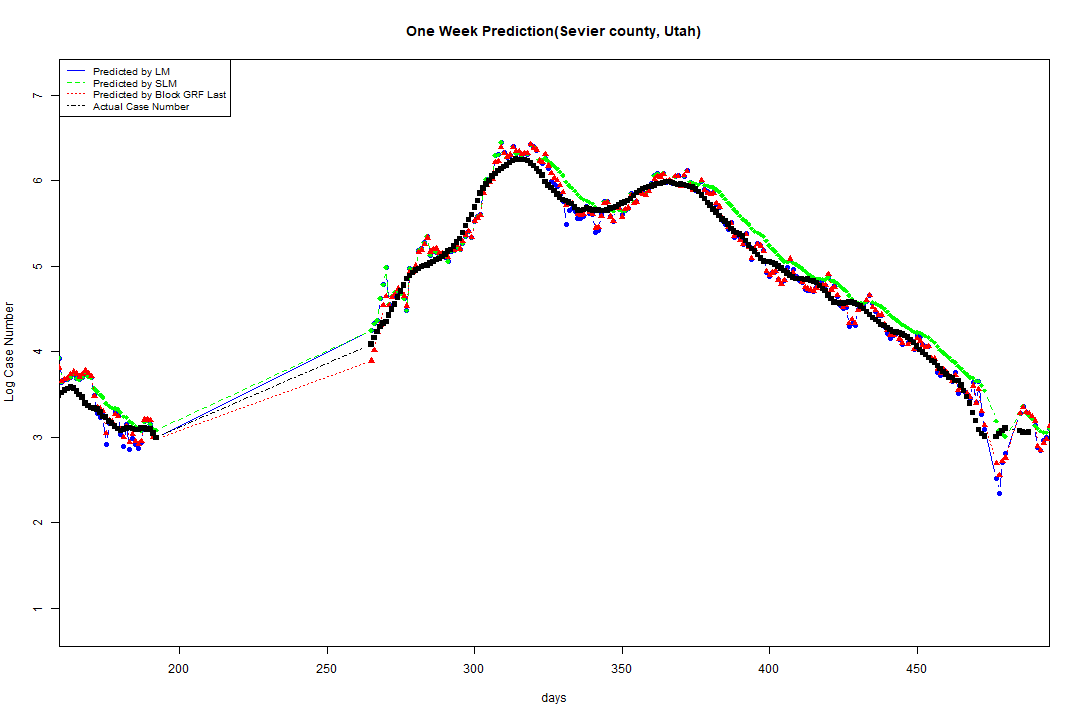 One Week Prediction(Sevier county, Utah)
Predicted by LM
Predicted by SLM
Predicted by Block GRF Last
Actual Case Number
7
6
5
4
3
2
1
Log Case Number
200 250 300 350 400 450
days